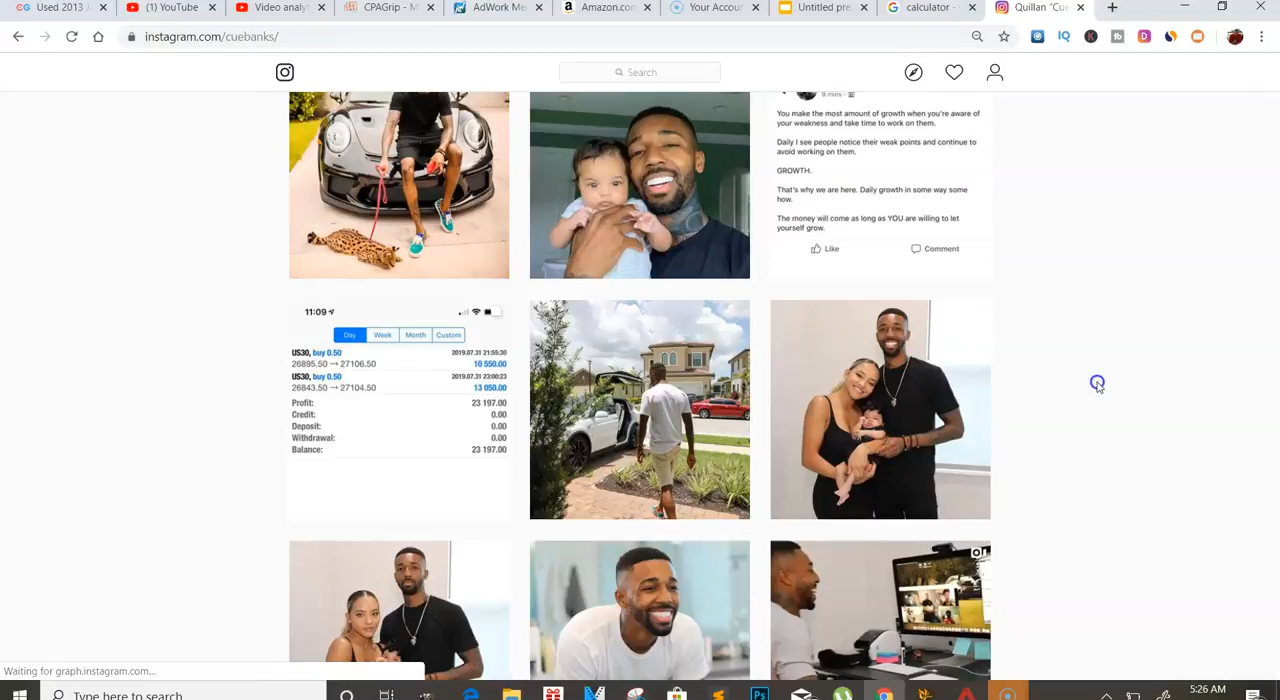 Used 2013 J
(1) YouTube
Video analyt
CPAGrip - M
AdWork Me
Amazon.com
Your Accou
Untitled pre
calculator -
Quillan "Cue
instagram.com/cuebanks/
IQ
Search
9 mins
You make the most amount of growth when you're aware of
your weakness and take time to work on them.
Daily I see people notice their weak points and continue to
avoid working on them.
GROWTH.
That's why we are here. Daily growth in some way some
how.
The money will come as long as YOU are willing to let
yourself grow.
Like Comment
11:09
Day Week Month Custom
US30, buy 0.50 2019.07.31 21:55:30
26895.50 → 27106.50 10 550.00
US30, buy 0.50 2019.07.31 23:00:23
26843.50 → 27104.50 13 050.00
Profit: 23 197.00
Credit: 0.00
Deposit: 0.00
Withdrawal: 0.00
Balance: 23 197.00
Waiting for graph.instagram.com...
Type here to search
Ps
5:26 AM